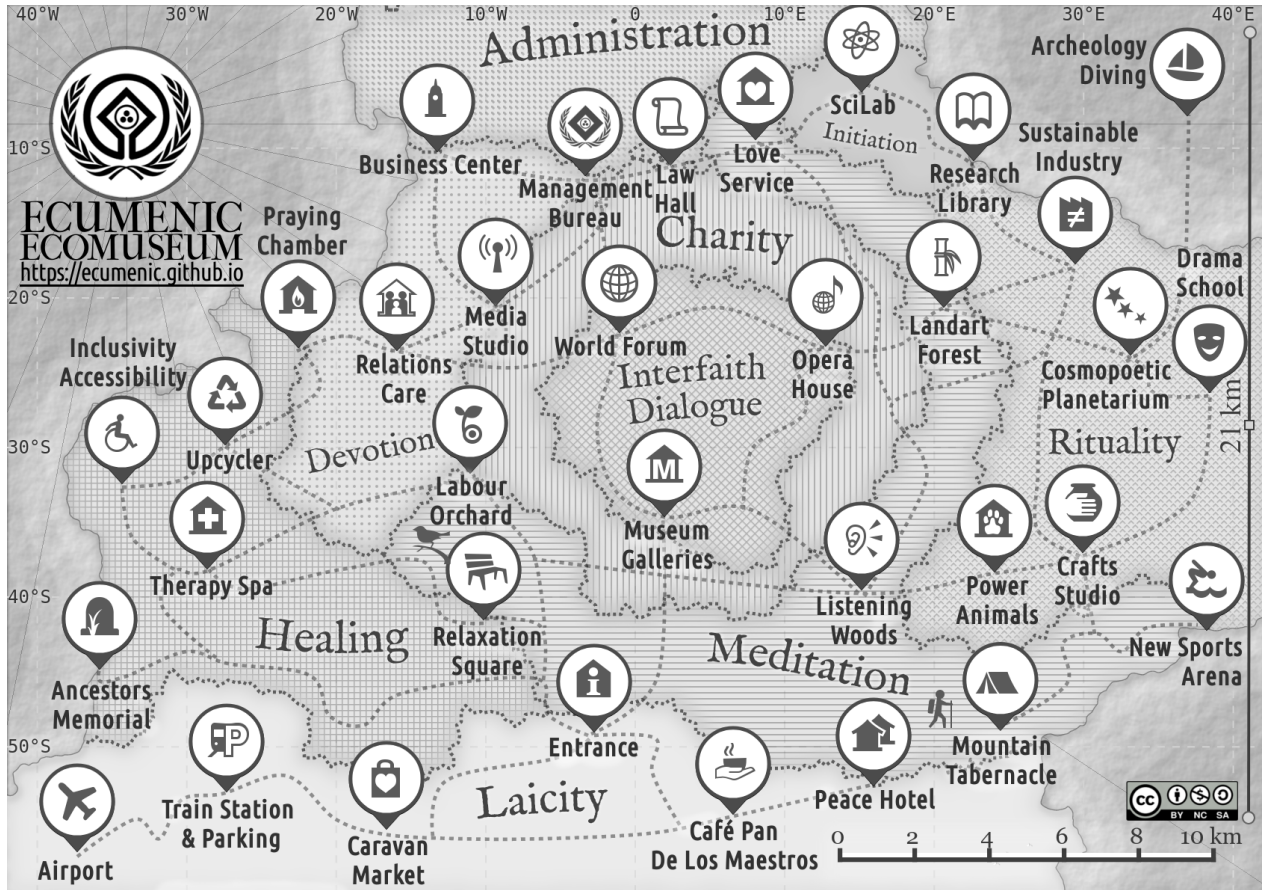 40°W
30°W
20°W
10°W
0
10°E
20°E
30°E
40°E
Administration
Archeology
Diving
SciLab
Initiation
Sustainable
Industry
10°S
Business Center
Management
Bureau
Law
Hall
Love
Service
Research
Library
ECUMENIC
ECOMUSEUM
https://ecumenic.github.io
Praying
Chamber
Charity
Drama
School
20°S
Media
Studio
World Forum
Opera
House
Landart
Forest
Relations
Care
Inclusivity
Accessibility
Interfaith
Dialogue
Cosmopoetic
Planetarium
21 km
30°S
Upcycler
Devotion
Rituality
M
Labour
Orchard
Museum
Galleries
Therapy Spa
40°S
Listening
Woods
Power
Animals
Crafts
Studio
Healing
Relaxation
Square
Meditation
New Sports
Arena
Ancestors
Memorial
50°S
Entrance
Mountain
Tabernacle
P
Train Station
& Parking
Laicity
Peace Hotel
cc
BY NC SA
Airport
Caravan
Market
Café Pan
De Los Maestros
0 2 4 6 8 10 km